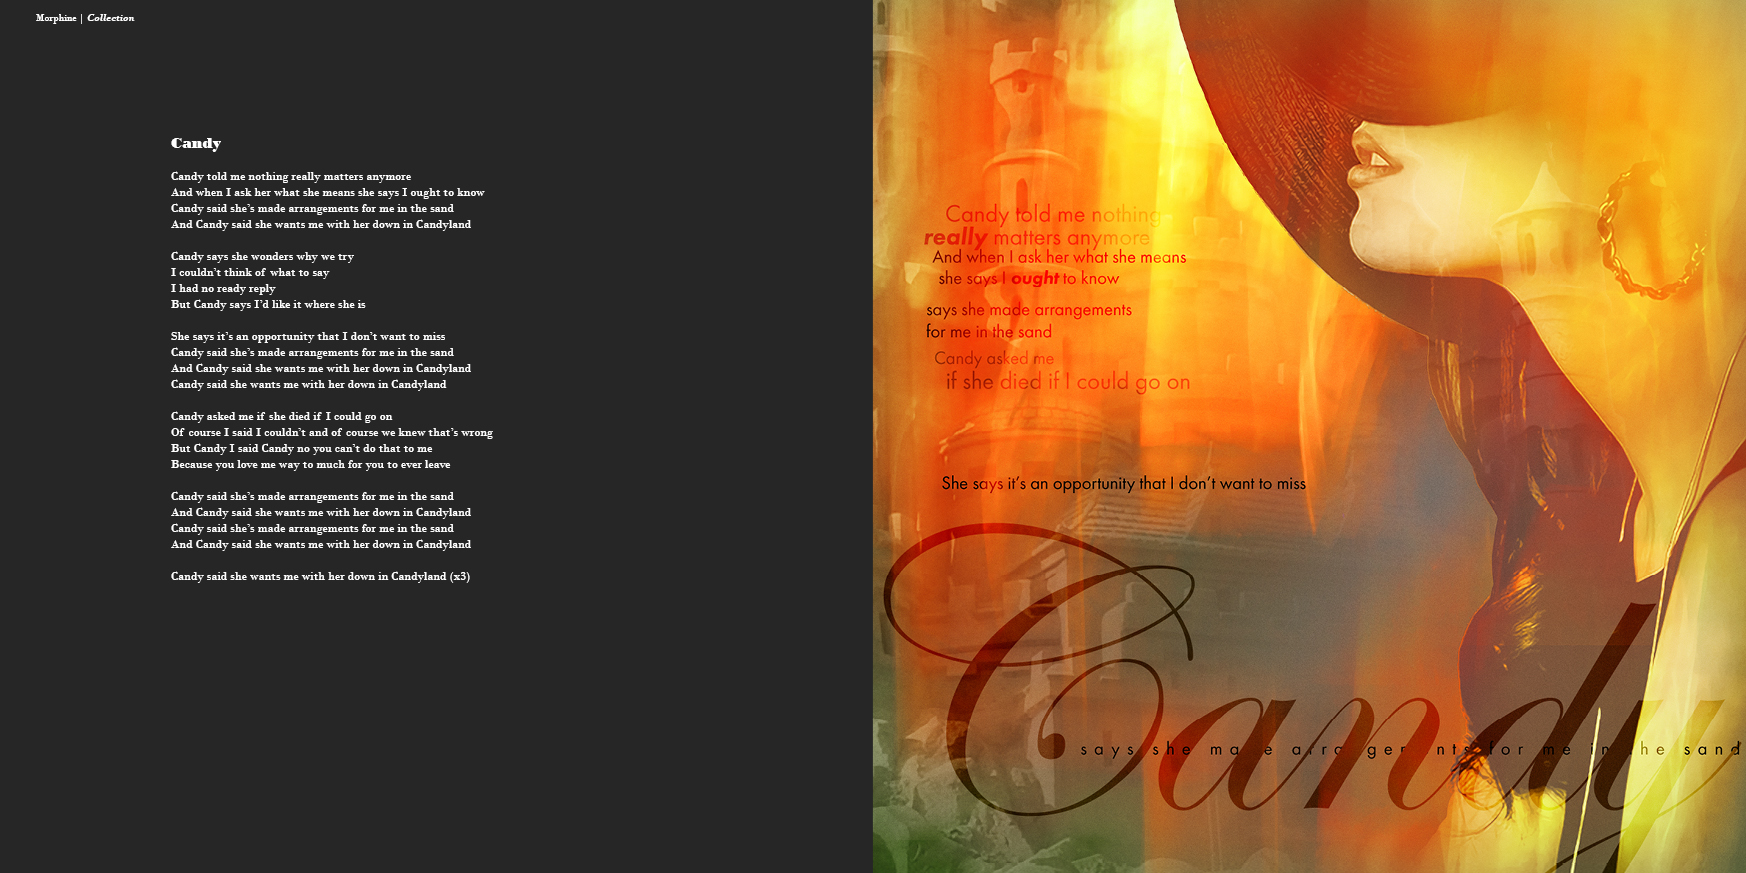 Morphine | Collection
Candy
Candy told me nothing really matters anymore
And when I ask her what she means she says I ought to know
Candy said she's made arrangements for me in the sand
And Candy said she wants me with her down in Candyland
Candy says she wonders why we try
I couldn't think of what to say
I had no ready reply
But Candy says I'd like it where she is
She says it's an opportunity that I don't want to miss
Candy said she's made arrangements for me in the sand
And Candy said she wants me with her down in Candyland
Candy said she wants me with her down in Candyland
Candy asked me if she died if I could go on
Of course I said I couldn't and of course we knew that's wrong
But Candy I said Candy no you can't do that to me
Because you love me way to much for you to ever leave
Candy said she's made arrangements for me in the sand
And Candy said she wants me with her down in Candyland
Candy said she's made arrangements for me in the sand
And Candy said she wants me with her down in Candyland
Candy said she wants me with her down in Candyland (x3)
Candy told me nothing
really matters anymore
And when I ask her what she means
she says I ought to know
says she made arrangements
for me in the sand
Candy asked me
if she died if I could go on
She says it's an opportunity that I don't want to miss
Candy
says she made arrangements for me in the sand